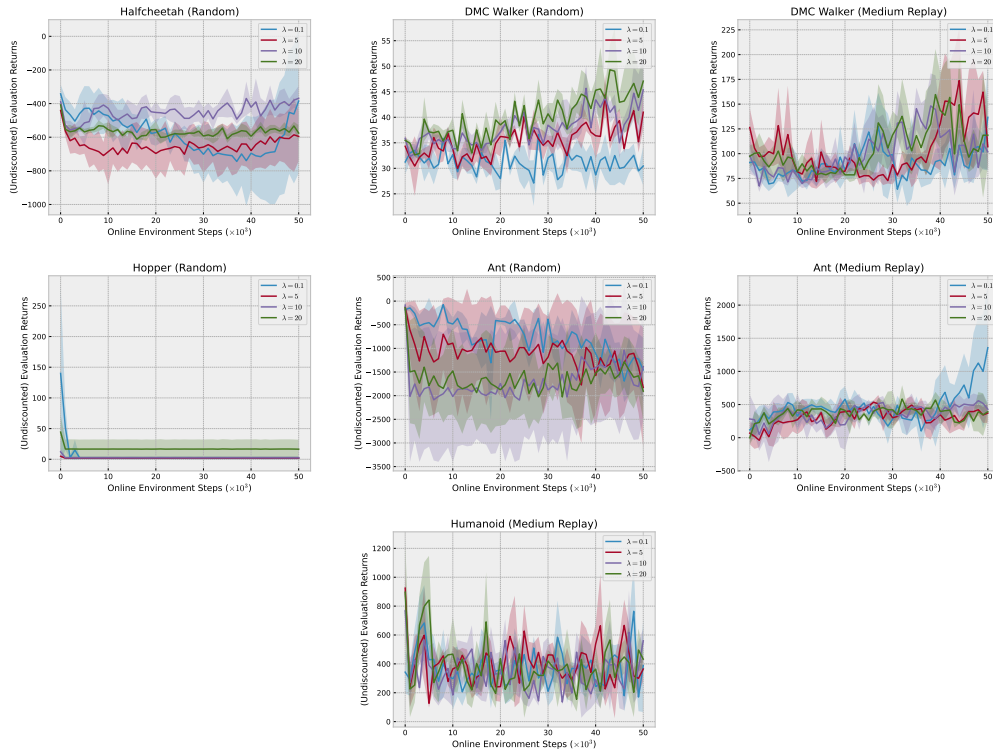 Halfcheetah (Random)
(Undiscounted) Evaluation Returns
0
−200
−400
−600
−800
−1000
0 10 20 30 40 50
Online Environment Steps (×10³)
λ = 0.1
λ = 5
λ = 10
λ = 20
DMC Walker (Random)
(Undiscounted) Evaluation Returns
55
50
45
40
35
30
25
0 10 20 30 40 50
Online Environment Steps (×10³)
λ = 0.1
λ = 5
λ = 10
λ = 20
DMC Walker (Medium Replay)
(Undiscounted) Evaluation Returns
225
200
175
150
125
100
75
50
0 10 20 30 40 50
Online Environment Steps (×10³)
λ = 0.1
λ = 5
λ = 10
λ = 20
Hopper (Random)
(Undiscounted) Evaluation Returns
250
200
150
100
50
0
0 10 20 30 40 50
Online Environment Steps (×10³)
λ = 0.1
λ = 5
λ = 10
λ = 20
Ant (Random)
(Undiscounted) Evaluation Returns
500
0
−500
−1000
−1500
−2000
−2500
−3000
−3500
0 10 20 30 40 50
Online Environment Steps (×10³)
λ = 0.1
λ = 5
λ = 10
λ = 20
Ant (Medium Replay)
(Undiscounted) Evaluation Returns
2000
1500
1000
500
0
−500
0 10 20 30 40 50
Online Environment Steps (×10³)
λ = 0.1
λ = 5
λ = 10
λ = 20
Humanoid (Medium Replay)
(Undiscounted) Evaluation Returns
1200
1000
800
600
400
200
0
0 10 20 30 40 50
Online Environment Steps (×10³)
λ = 0.1
λ = 5
λ = 10
λ = 20